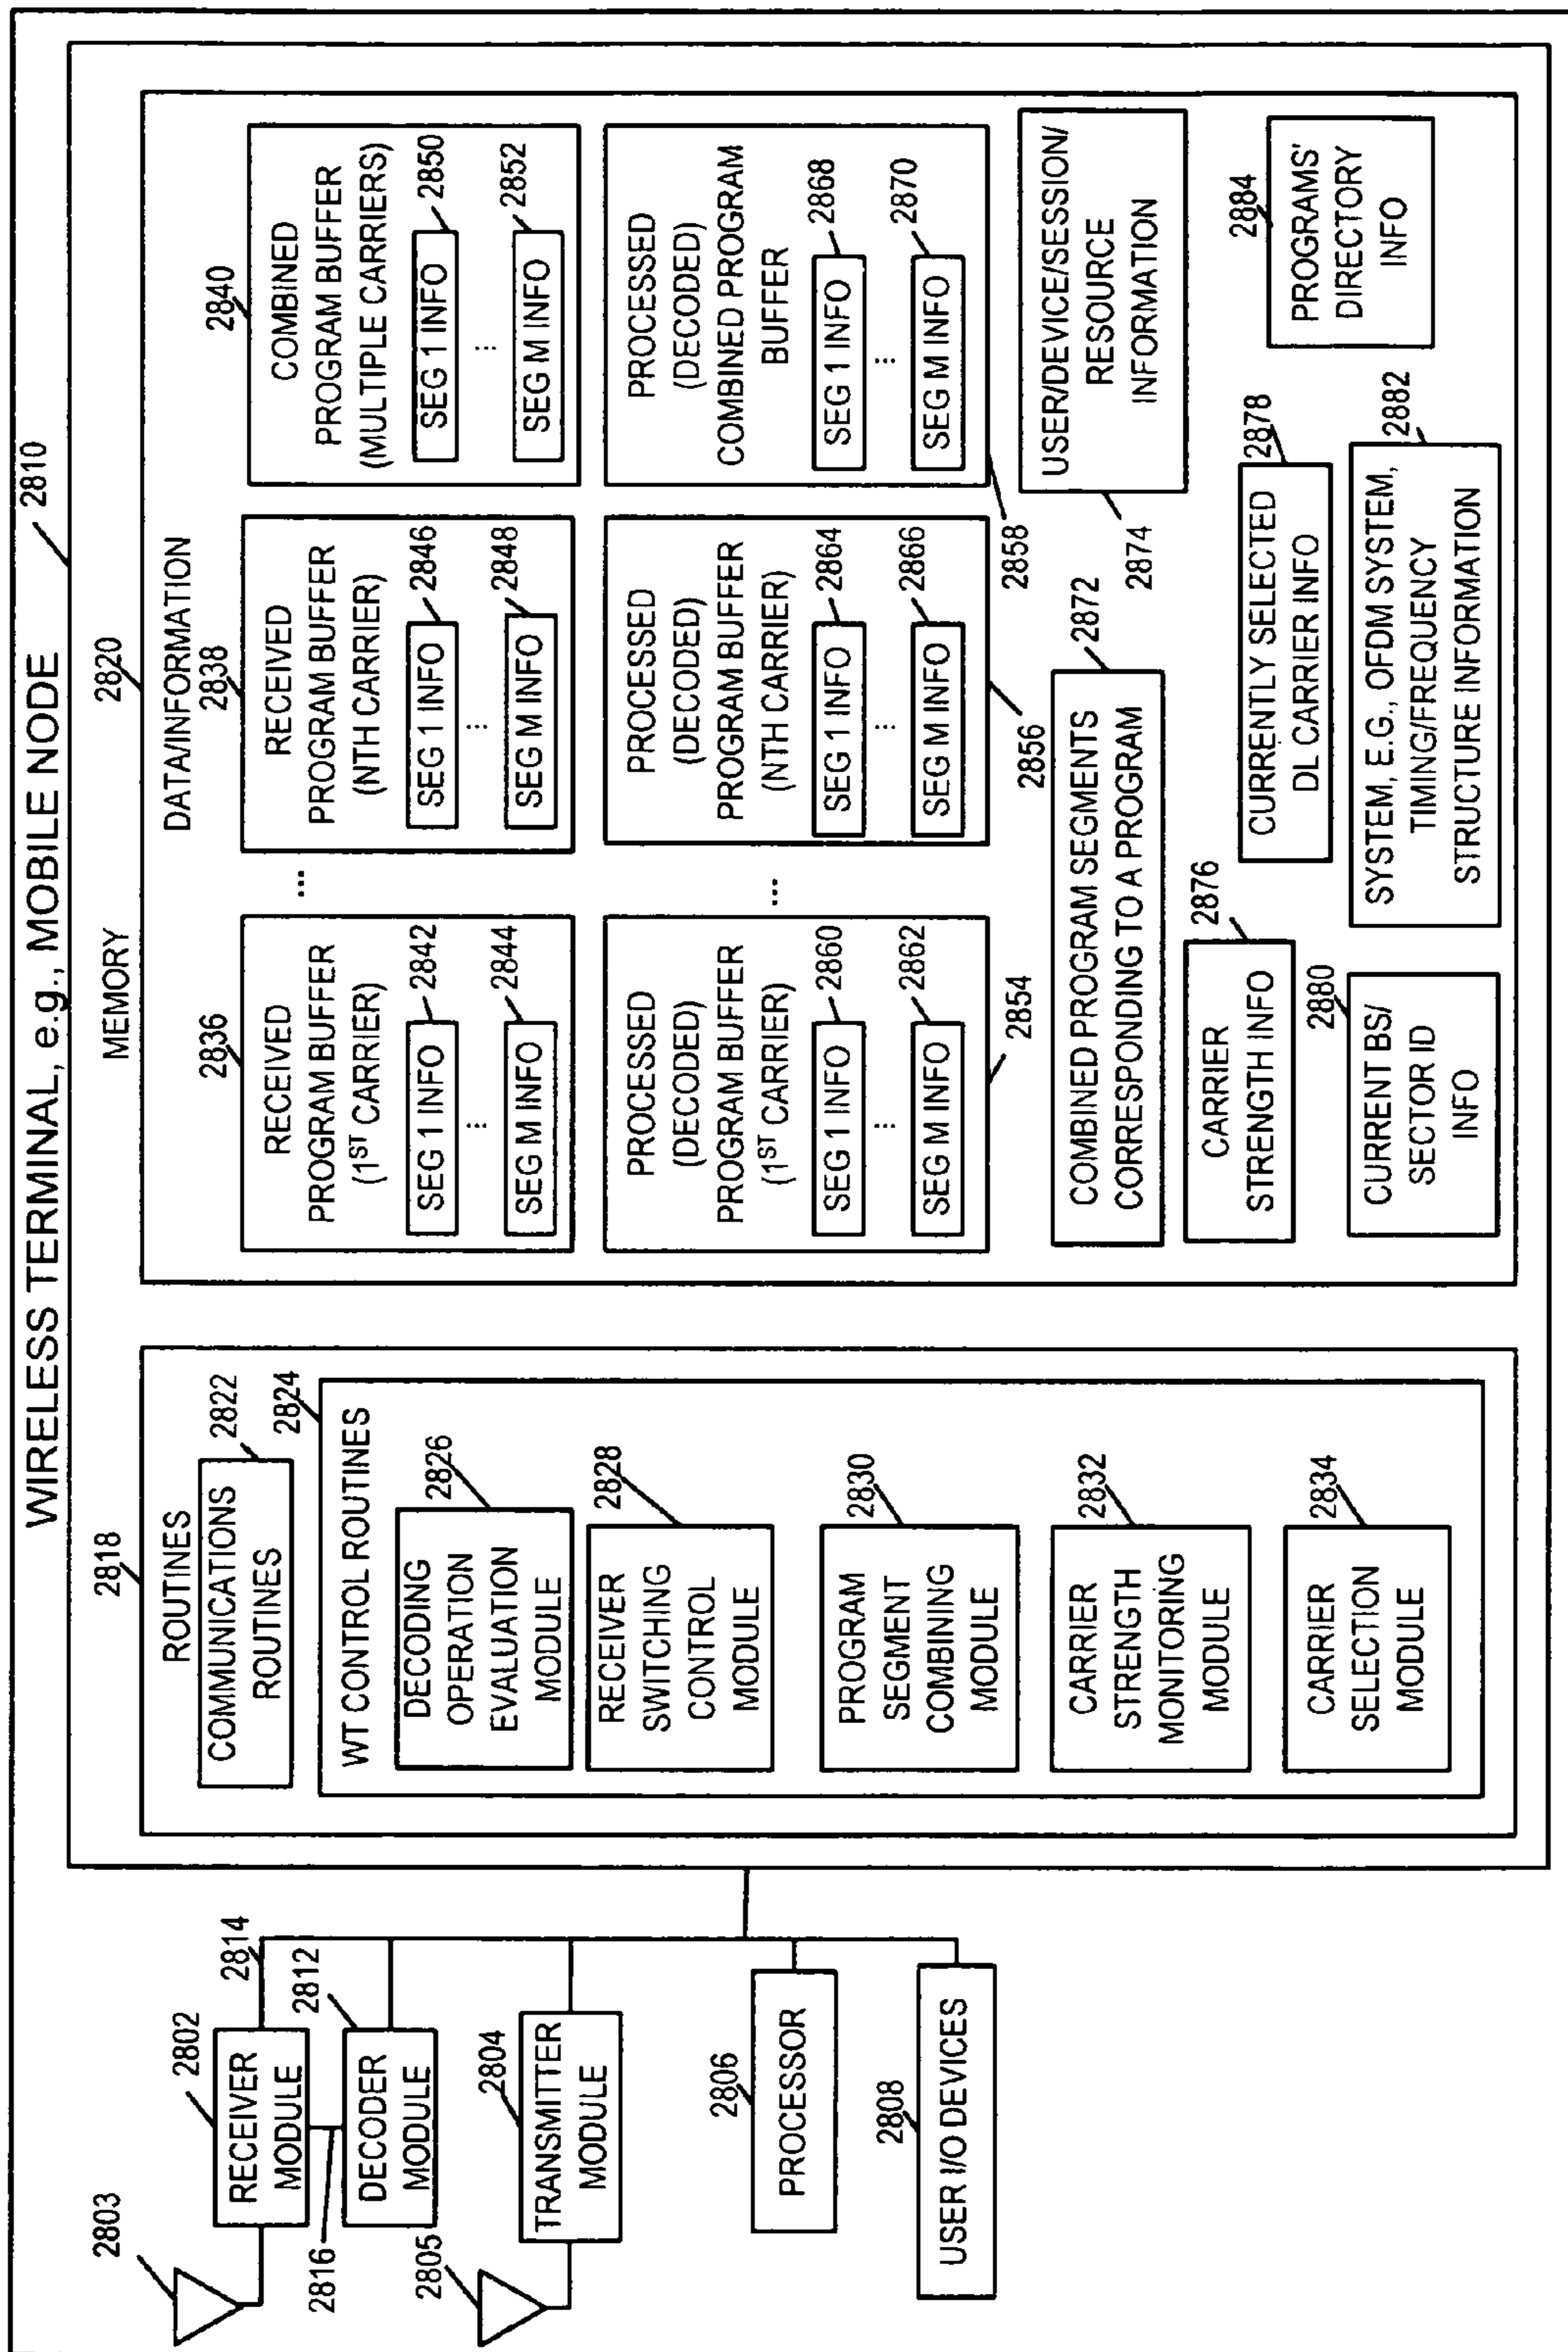 WIRELESS TERMINAL, e.g., MOBILE NODE
2810
2803
2802
RECEIVER
MODULE
2814
2816
2812
DECODER
MODULE
2805
2804
TRANSMITTER
MODULE
2806
PROCESSOR
2808
USER I/O DEVICES
MEMORY
2818
ROUTINES
COMMUNICATIONS
ROUTINES
2822
2824
WT CONTROL ROUTINES
DECODING
OPERATION
EVALUATION
MODULE
2826
RECEIVER
SWITCHING
CONTROL
MODULE
2828
PROGRAM
SEGMENT
COMBINING
MODULE
2830
CARRIER
STRENGTH
MONITORING
MODULE
2832
CARRIER
SELECTION
MODULE
2834
2820
DATA/INFORMATION
2836
RECEIVED
PROGRAM BUFFER
(1ST CARRIER)
SEG 1 INFO
2842
...
SEG M INFO
2844
...
2838
RECEIVED
PROGRAM BUFFER
(NTH CARRIER)
SEG 1 INFO
2846
...
SEG M INFO
2848
2840
COMBINED
PROGRAM BUFFER
(MULTIPLE CARRIERS)
SEG 1 INFO
2850
...
SEG M INFO
2852
PROCESSED
(DECODED)
PROGRAM BUFFER
(1ST CARRIER)
SEG 1 INFO
2860
...
SEG M INFO
2862
2854
...
PROCESSED
(DECODED)
PROGRAM BUFFER
(NTH CARRIER)
SEG 1 INFO
2864
...
SEG M INFO
2866
2856
PROCESSED
(DECODED)
COMBINED PROGRAM
BUFFER
SEG 1 INFO
2868
...
SEG M INFO
2870
2858
COMBINED PROGRAM SEGMENTS
CORRESPONDING TO A PROGRAM
2872
USER/DEVICE/SESSION/
RESOURCE
INFORMATION
2874
CARRIER
STRENGTH INFO
2876
CURRENTLY SELECTED
DL CARRIER INFO
2878
2884
PROGRAMS'
DIRECTORY
INFO
2880
CURRENT BS/
SECTOR ID
INFO
SYSTEM, E.G., OFDM SYSTEM,
TIMING/FREQUENCY
STRUCTURE INFORMATION
2882